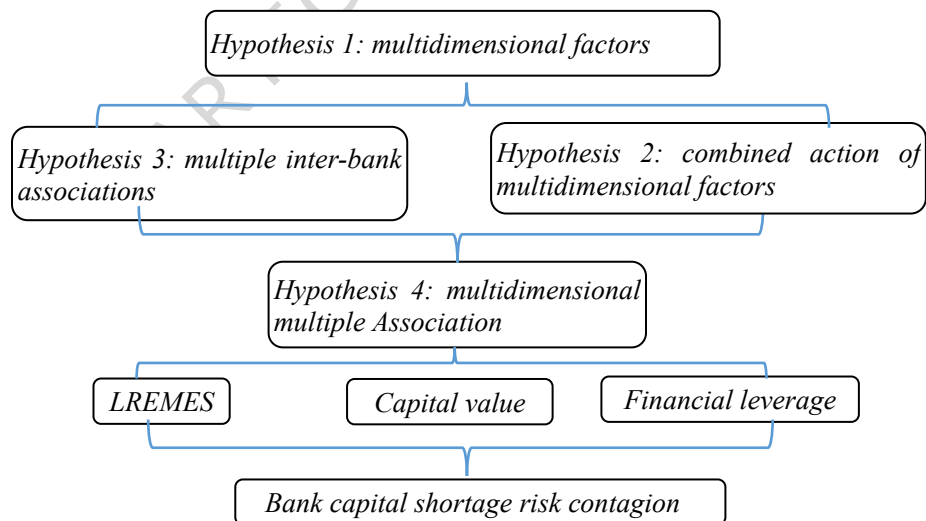 Hypothesis 1: multidimensional factors
Hypothesis 3: multiple inter-bank
associations
Hypothesis 2: combined action of
multidimensional factors
Hypothesis 4: multidimensional
multiple Association
LREMES
Capital value
Financial leverage
Bank capital shortage risk contagion